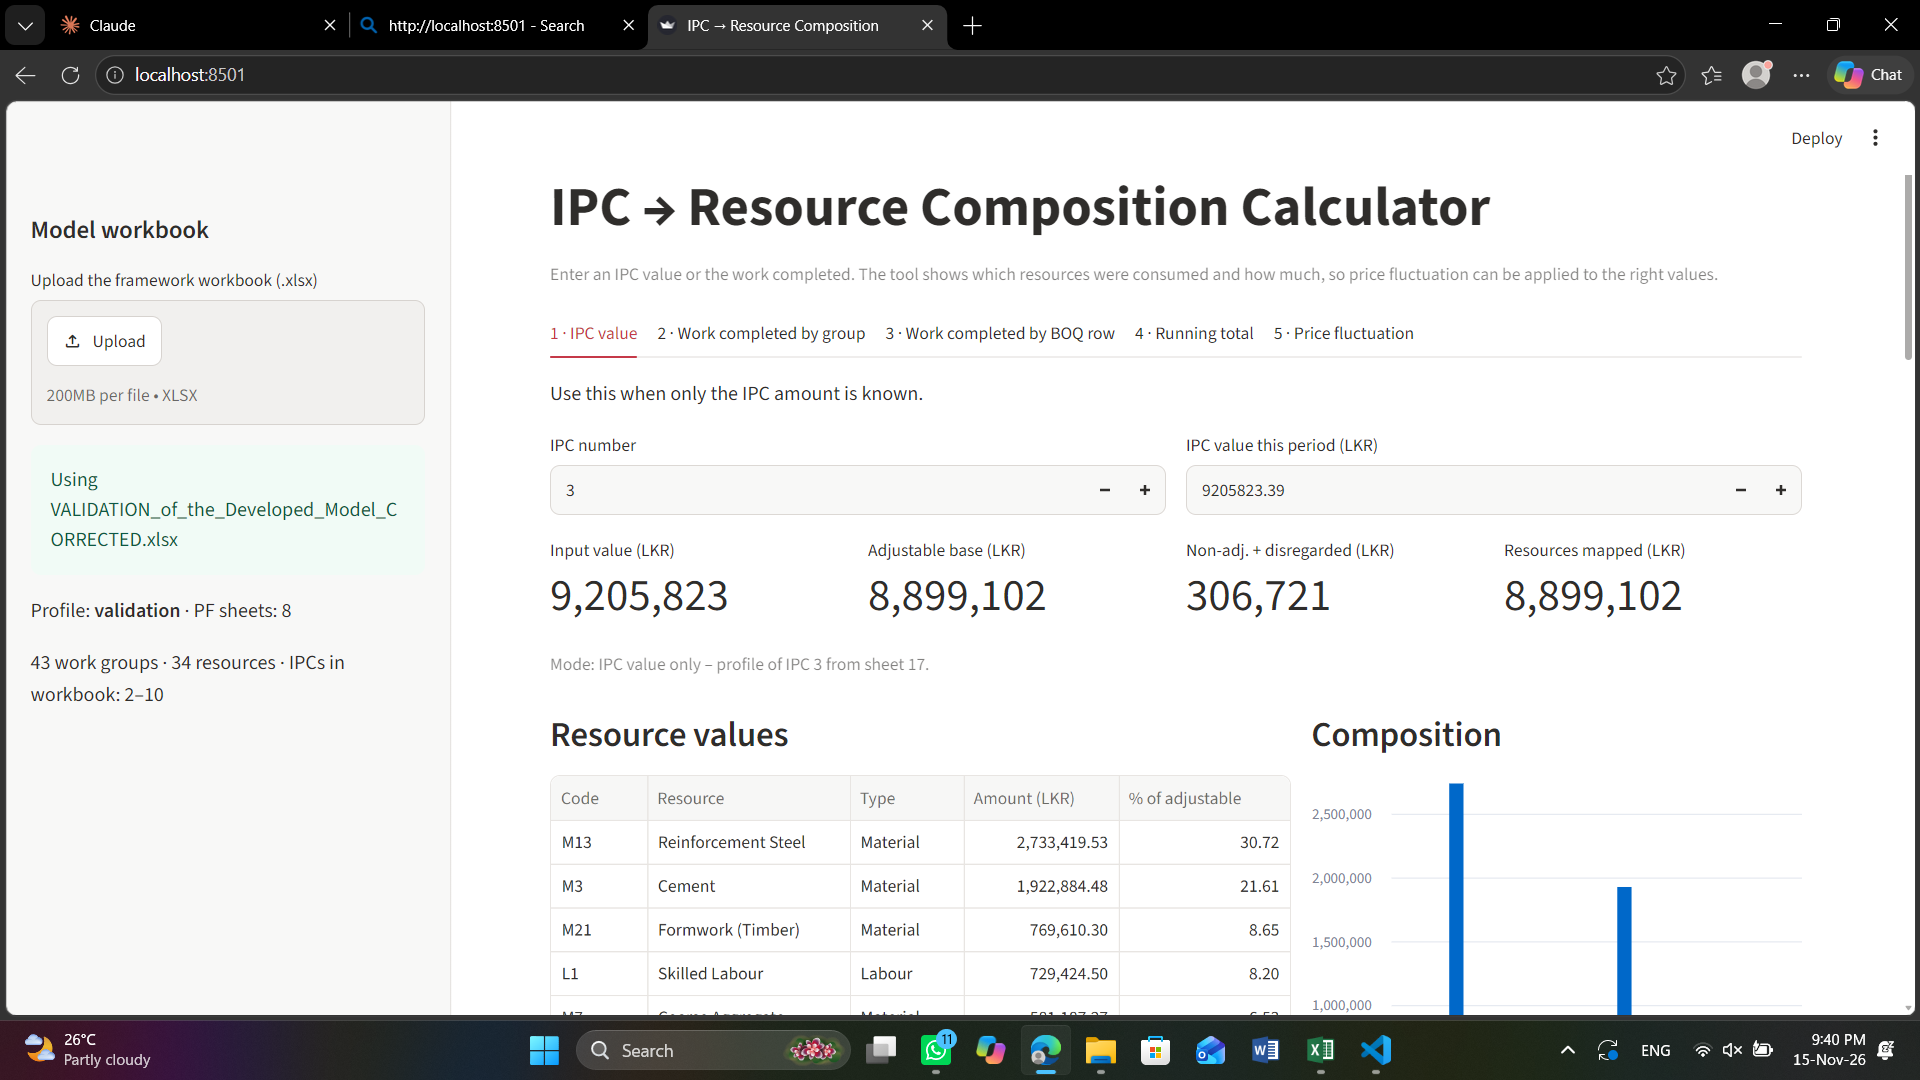 Claude
http://localhost:8501 - Search
IPC → Resource Composition
localhost:8501
Chat
Deploy
Model workbook
Upload the framework workbook (.xlsx)
Upload
200MB per file • XLSX
Using
VALIDATION_of_the_Developed_Model_C
ORRECTED.xlsx
Profile: validation · PF sheets: 8
43 work groups · 34 resources · IPCs in
workbook: 2–10
IPC → Resource Composition Calculator
Enter an IPC value or the work completed. The tool shows which resources were consumed and how much, so price fluctuation can be applied to the right values.
1 · IPC value 2 · Work completed by group 3 · Work completed by BOQ row 4 · Running total 5 · Price fluctuation
Use this when only the IPC amount is known.
IPC number IPC value this period (LKR)
3 − + 9205823.39 − +
Input value (LKR) Adjustable base (LKR) Non-adj. + disregarded (LKR) Resources mapped (LKR)
9,205,823 8,899,102 306,721 8,899,102
Mode: IPC value only – profile of IPC 3 from sheet 17.
Resource values
Code Resource Type Amount (LKR) % of adjustable
M13 Reinforcement Steel Material 2,733,419.53 30.72
M3 Cement Material 1,922,884.48 21.61
M21 Formwork (Timber) Material 769,610.30 8.65
L1 Skilled Labour Labour 729,424.50 8.20
Composition
2,500,000
2,000,000
1,500,000
1,000,000
26°C
Partly cloudy
Search
11
ENG
9:40 PM
15-Nov-26